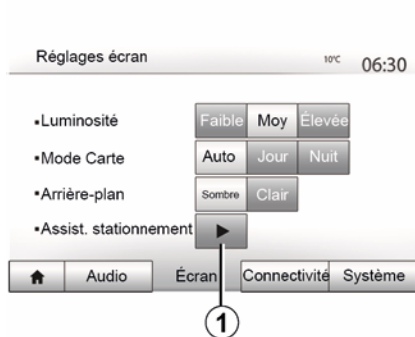 Réglages écran 10°C 06:30
▪Luminosité Faible Moy Élevée
▪Mode Carte Auto Jour Nuit
▪Arrière-plan Sombre Clair
▪Assist. stationnement
Audio Écran Connectivité Système
1